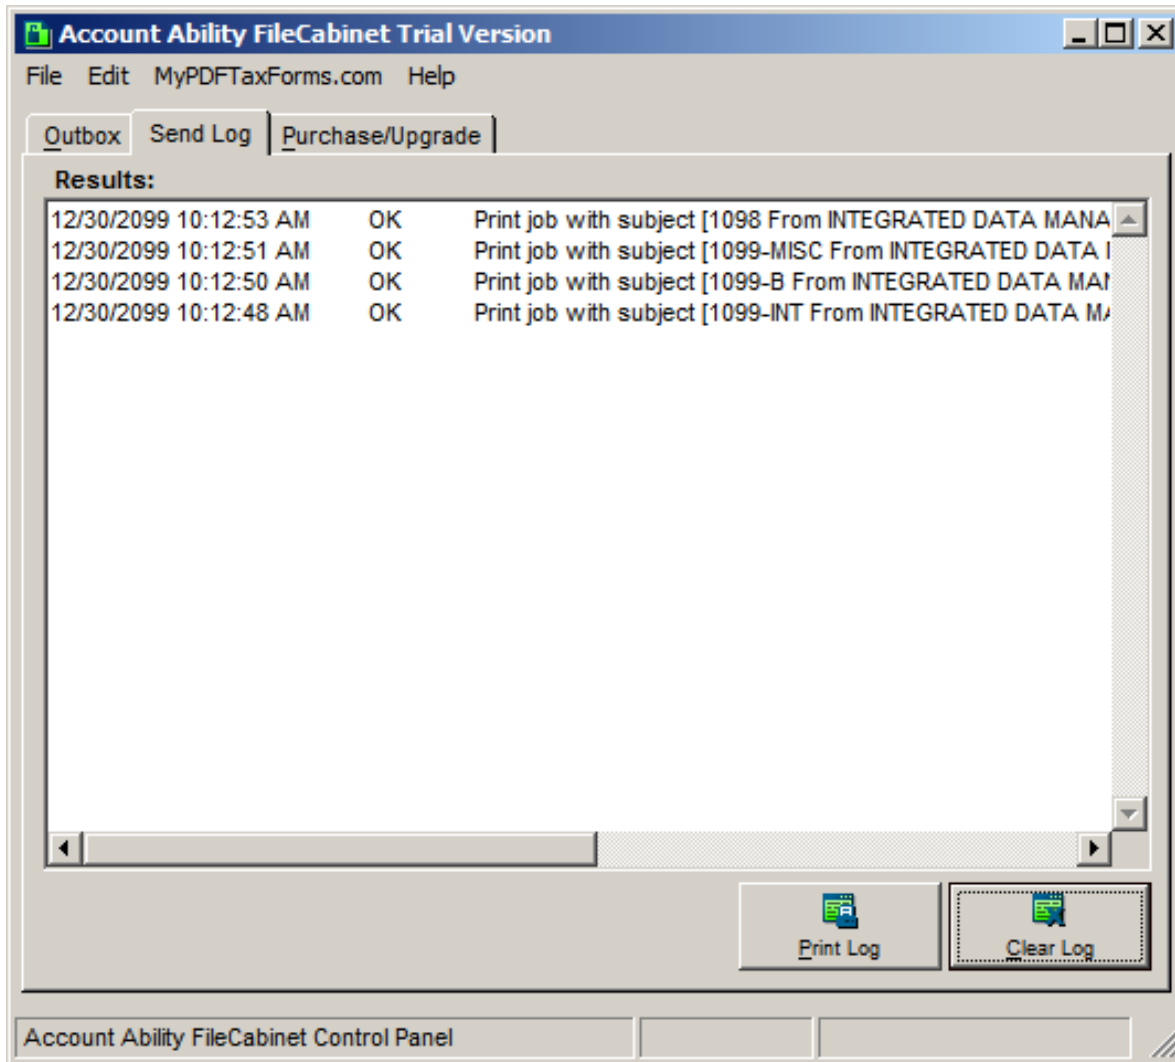 Account Ability FileCabinet Trial Version
File Edit MyPDFTaxForms.com Help
Outbox Send Log Purchase/Upgrade
Results:
12/30/2099 10:12:53 AM OK Print job with subject [1098 From INTEGRATED DATA MANA
12/30/2099 10:12:51 AM OK Print job with subject [1099-MISC From INTEGRATED DATA
12/30/2099 10:12:50 AM OK Print job with subject [1099-B From INTEGRATED DATA MAN
12/30/2099 10:12:48 AM OK Print job with subject [1099-INT From INTEGRATED DATA MA
Print Log Clear Log
Account Ability FileCabinet Control Panel